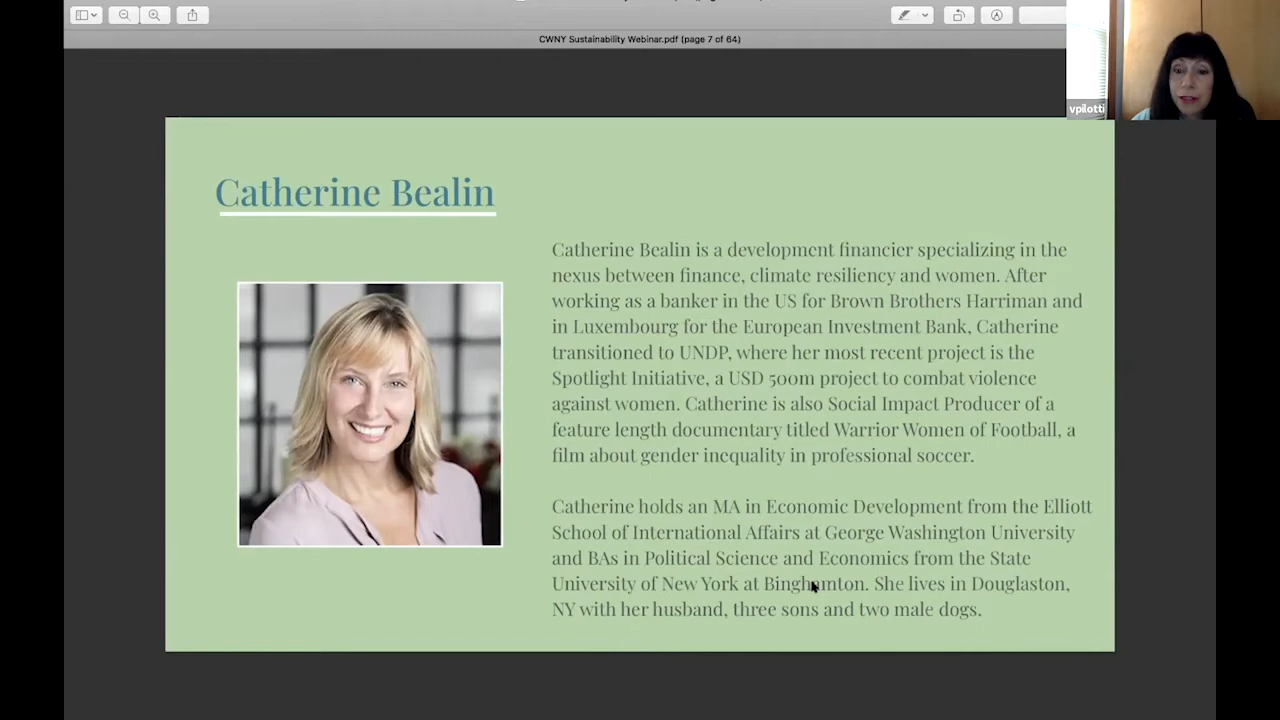 CWNY Sustainability Webinar.pdf (page 7 of 64)
vpilotti
Catherine Bealin
Catherine Bealin is a development financier specializing in the
nexus between finance, climate resiliency and women. After
working as a banker in the US for Brown Brothers Harriman and
in Luxembourg for the European Investment Bank, Catherine
transitioned to UNDP, where her most recent project is the
Spotlight Initiative, a USD 500m project to combat violence
against women. Catherine is also Social Impact Producer of a
feature length documentary titled Warrior Women of Football, a
film about gender inequality in professional soccer.
Catherine holds an MA in Economic Development from the Elliott
School of International Affairs at George Washington University
and BAs in Political Science and Economics from the State
University of New York at Binghamton. She lives in Douglaston,
NY with her husband, three sons and two male dogs.